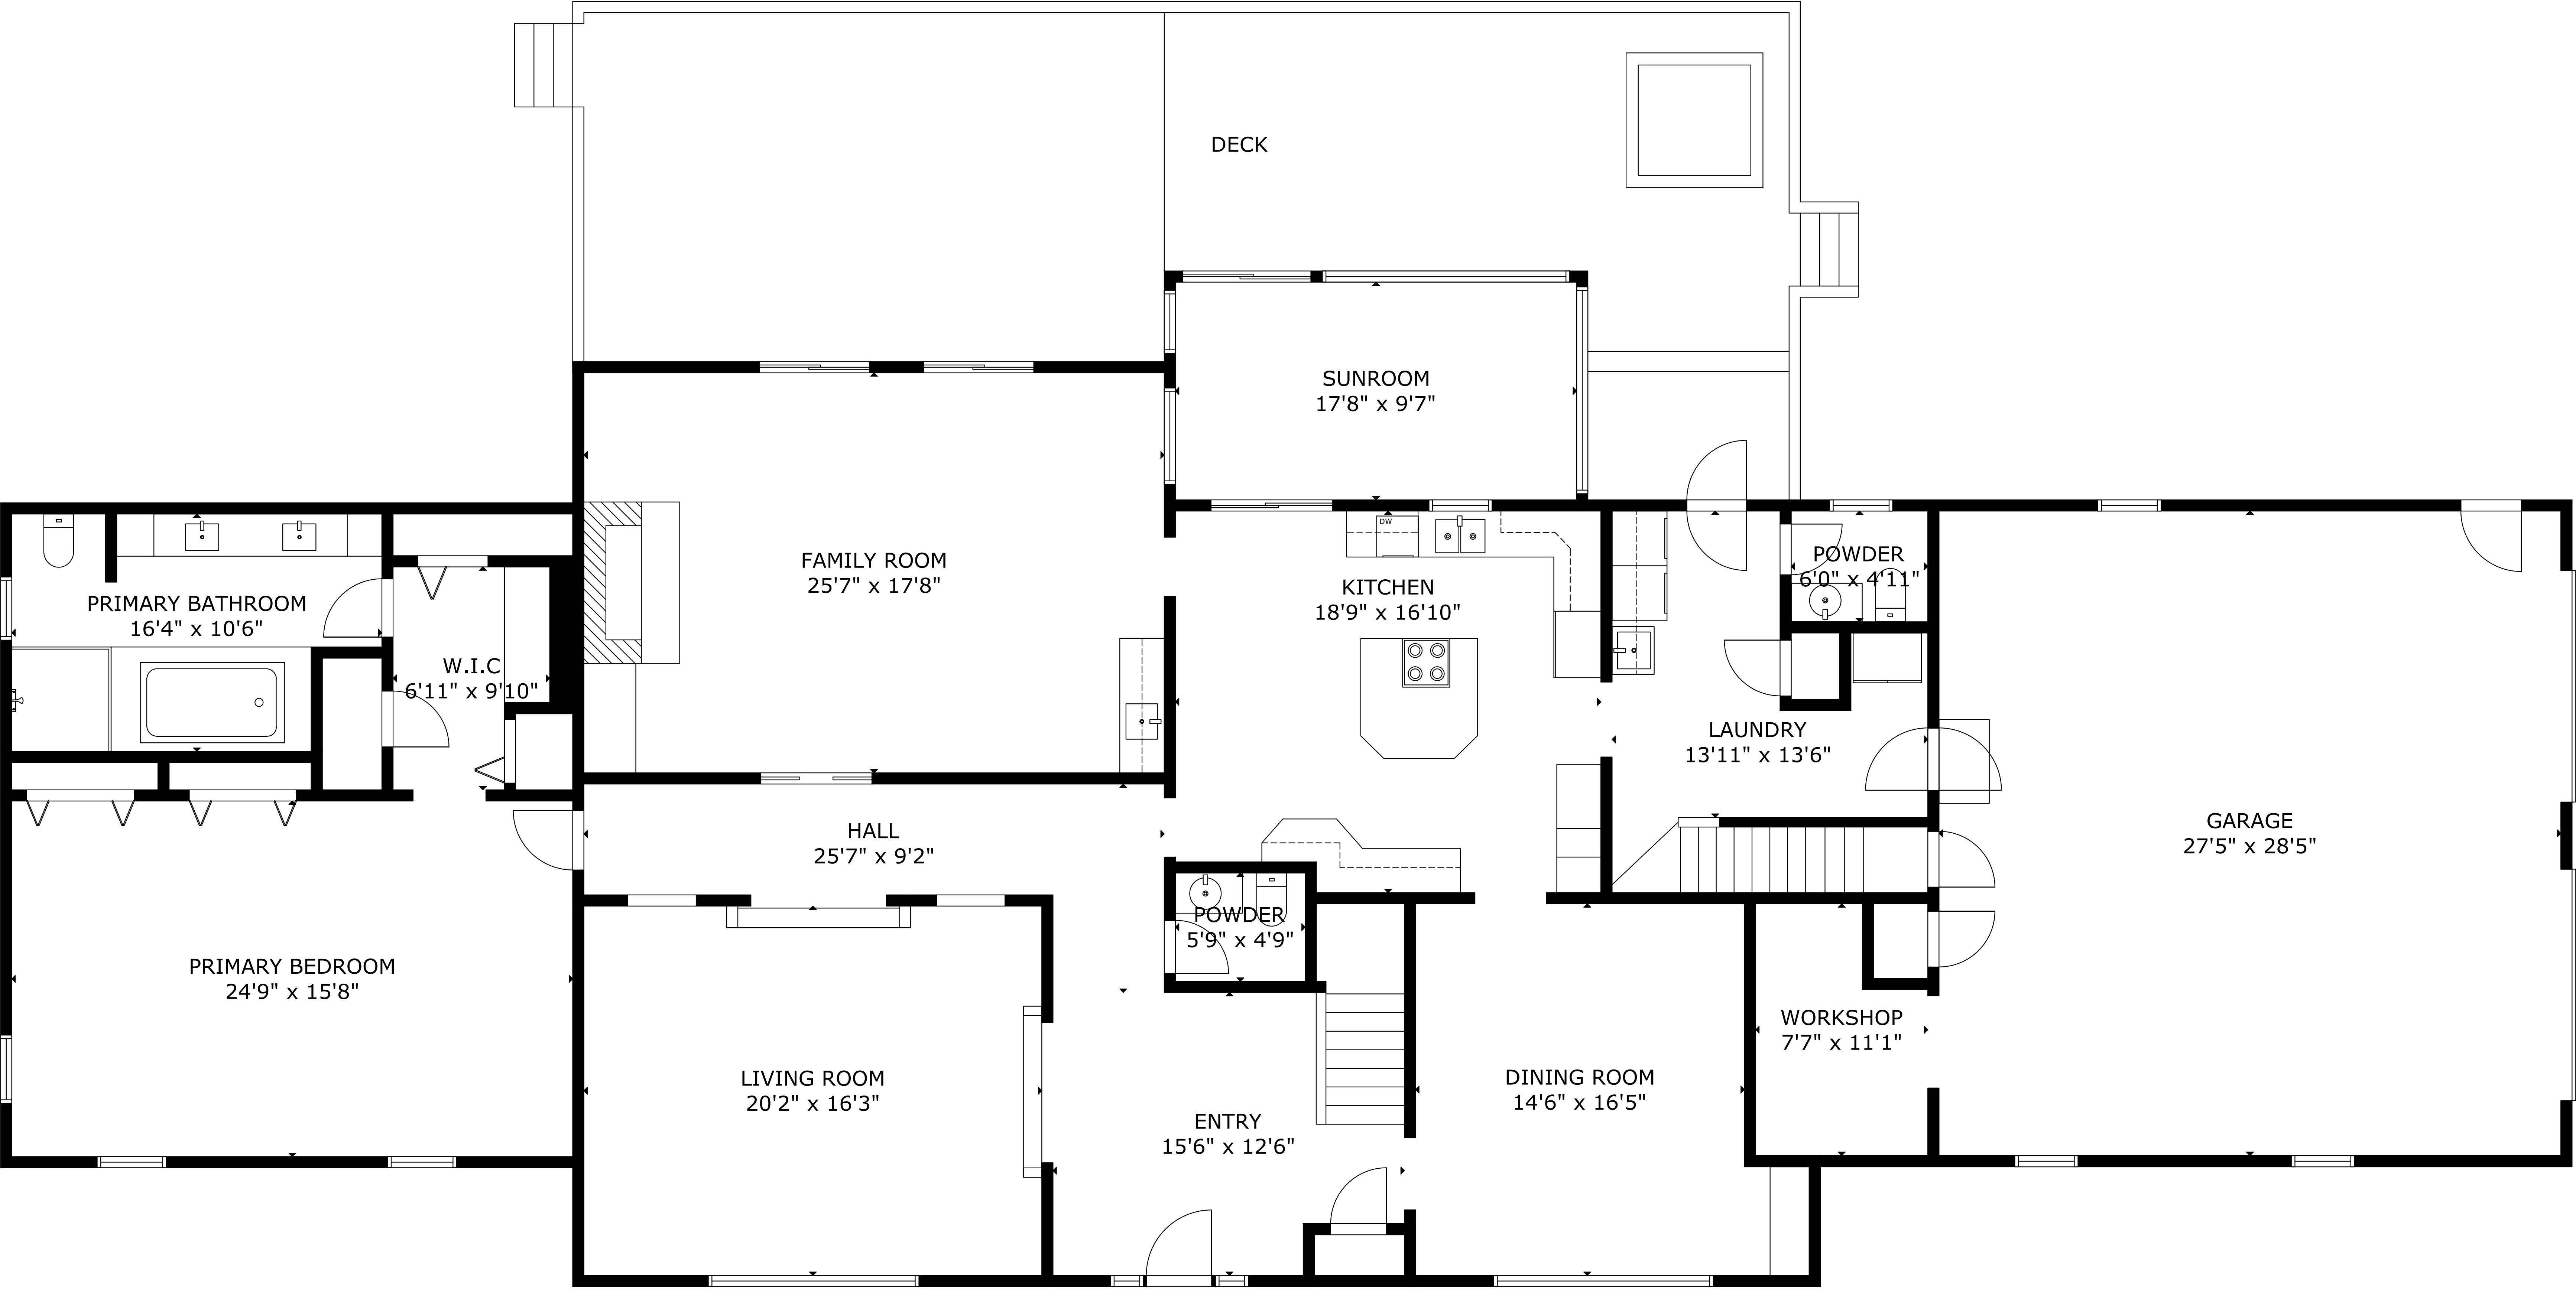 DECK
SUNROOM
17'8" x 9'7"
DW
FAMILY ROOM
25'7" x 17'8"
KITCHEN
18'9" x 16'10"
POWDER
6'0" x 4'11"
PRIMARY BATHROOM
16'4" x 10'6"
W.I.C
6'11" x 9'10"
LAUNDRY
13'11" x 13'6"
HALL
25'7" x 9'2"
GARAGE
27'5" x 28'5"
POWDER
5'9" x 4'9"
PRIMARY BEDROOM
24'9" x 15'8"
WORKSHOP
7'7" x 11'1"
LIVING ROOM
20'2" x 16'3"
DINING ROOM
14'6" x 16'5"
ENTRY
15'6" x 12'6"